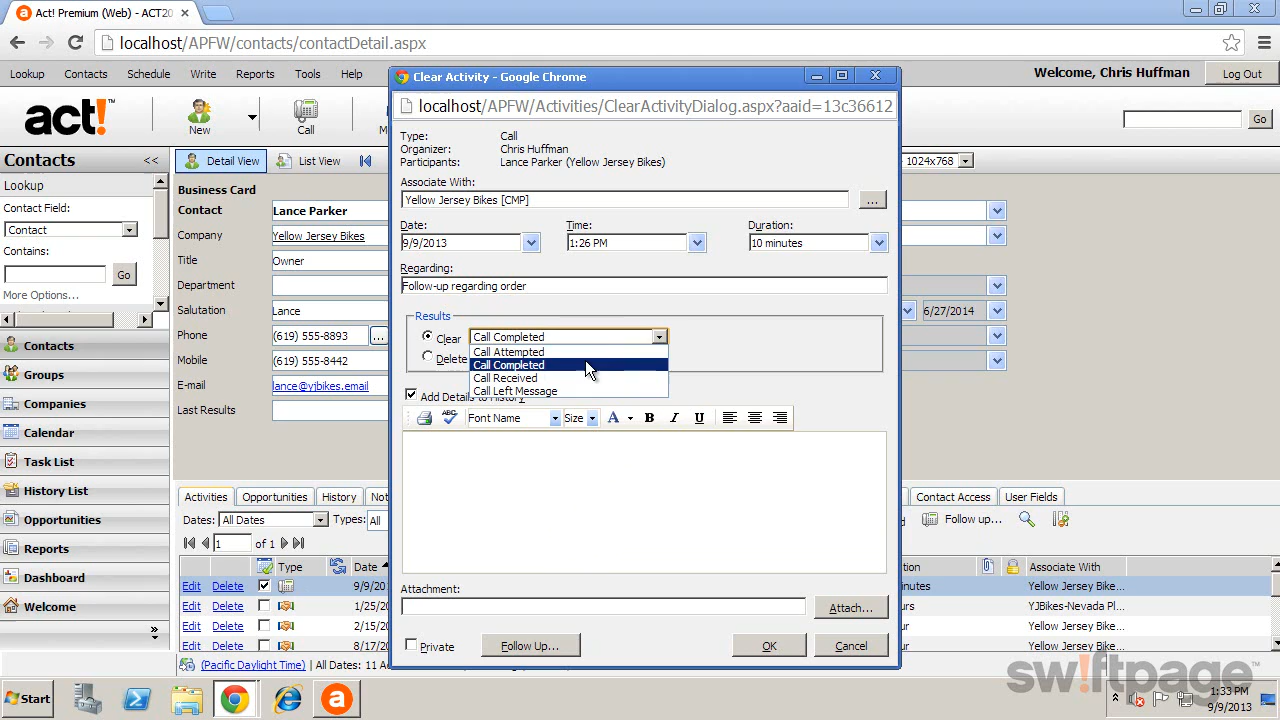 Act! Premium (Web) - ACT20
localhost/APFW/contacts/contactDetail.aspx
Lookup Contacts Schedule Write Reports Tools Help
Welcome, Chris Huffman Log Out
act!
New Call
Go
Contacts <<
Detail View List View 1024x768
Lookup
Contact Field:
Contact
Contains:
Go
More Options...
Contacts
Groups
Companies
Calendar
Task List
History List
Opportunities
Reports
Dashboard
Welcome
Business Card
Contact Lance Parker
Company Yellow Jersey Bikes
Title Owner
Department
Salutation Lance
Phone (619) 555-8893 ...
Mobile (619) 555-8442
E-mail lance@yjbikes.email
Last Results
6/27/2014
Clear Activity - Google Chrome
localhost/APFW/Activities/ClearActivityDialog.aspx?aaid=13c36612
Type: Call
Organizer: Chris Huffman
Participants: Lance Parker (Yellow Jersey Bikes)
Associate With:
Yellow Jersey Bikes [CMP] ...
Date: Time: Duration:
9/9/2013 1:26 PM 10 minutes
Regarding:
Follow-up regarding order
Results
Clear Call Completed
Call Attempted
Call Completed
Call Received
Call Left Message
Delete
Add Details to History
ABC Font Name Size A B I U
Attachment:
Attach...
Private Follow Up... OK Cancel
Activities Opportunities History Not
Contact Access User Fields
Dates: All Dates Types: All
Follow up...
1 of 1
Type Date
Associate With
Edit Delete 9/9/ Yellow Jersey Bike...
Edit Delete 1/25/ YJBikes-Nevada Pl...
Edit Delete 2/15/ Yellow Jersey Bike...
Edit Delete 8/17/ Yellow Jersey Bike...
(Pacific Daylight Time) | All Dates: 11 A
swiftpage
Start
1:33 PM
9/9/2013